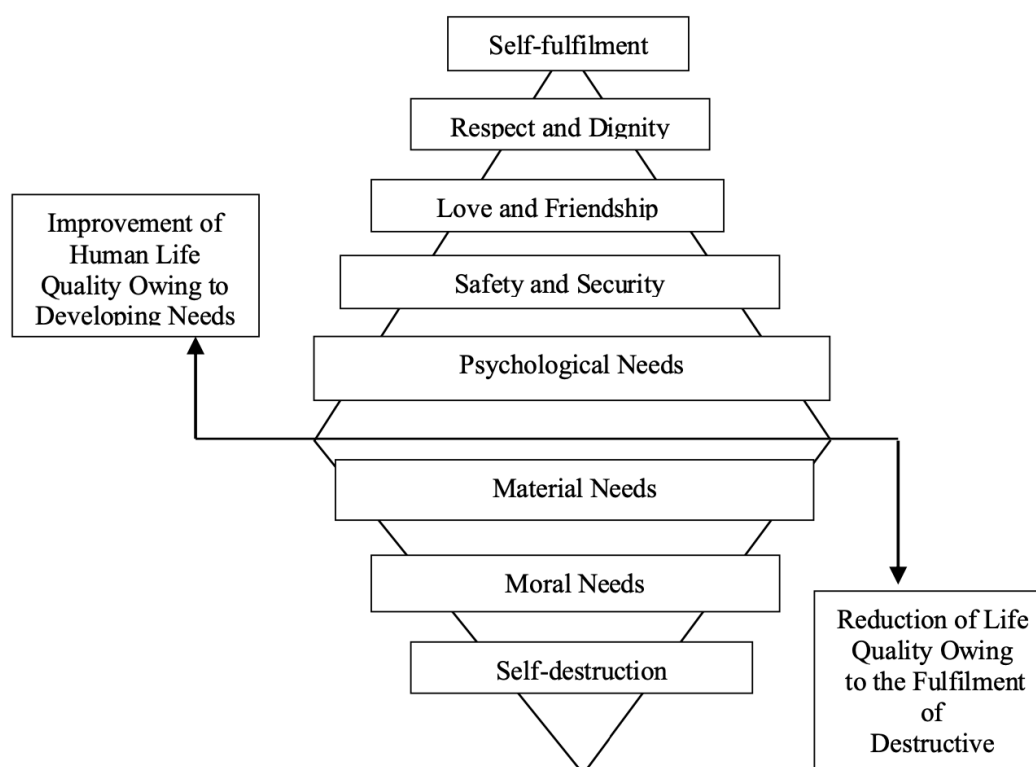 Self-fulfilment
Respect and Dignity
Love and Friendship
Improvement of
Human Life
Quality Owing to
Developing Needs
Safety and Security
Psychological Needs
Material Needs
Moral Needs
Self-destruction
Reduction of Life
Quality Owing
to the Fulfilment
of
Destructive